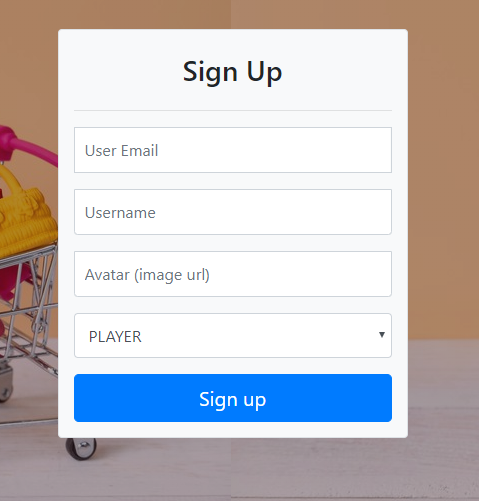 Sign Up
User Email
Username
Avatar (image url)
PLAYER
Sign up